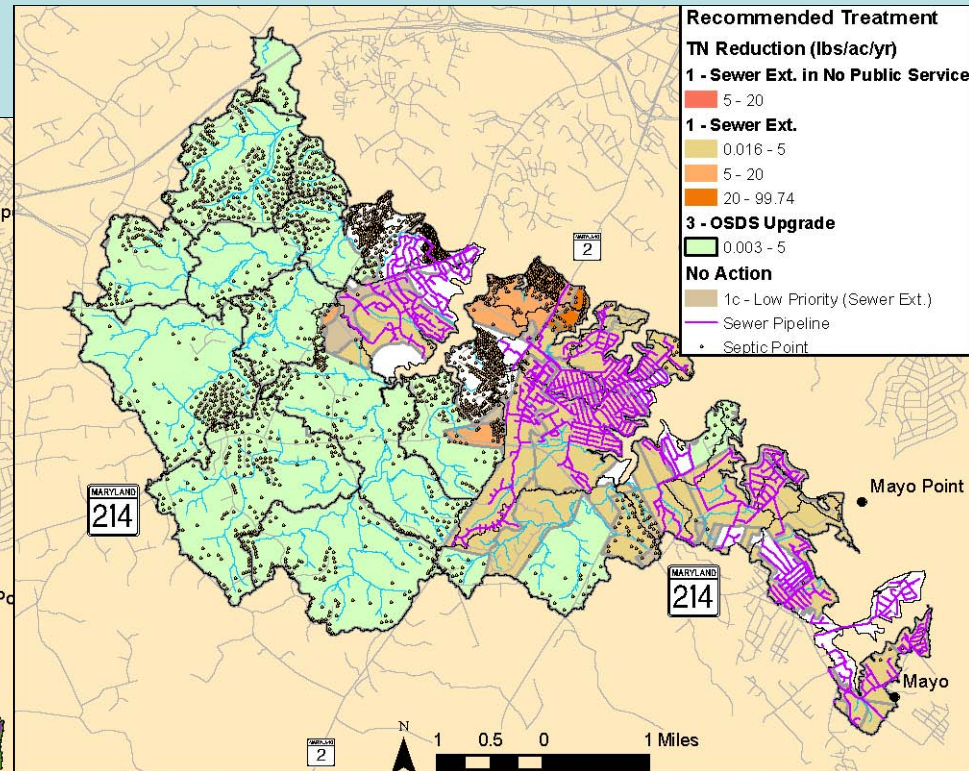 Recommended Treatment
TN Reduction (lbs/ac/yr)
1 - Sewer Ext. in No Public Service
5 - 20
1 - Sewer Ext.
0.016 - 5
5 - 20
20 - 99.74
3 - OSDS Upgrade
0.003 - 5
No Action
1c - Low Priority (Sewer Ext.)
Sewer Pipeline
Septic Point
2
MARYLAND
214
Mayo Point
MARYLAND
214
Mayo
2
N
1 0.5 0 1 Miles